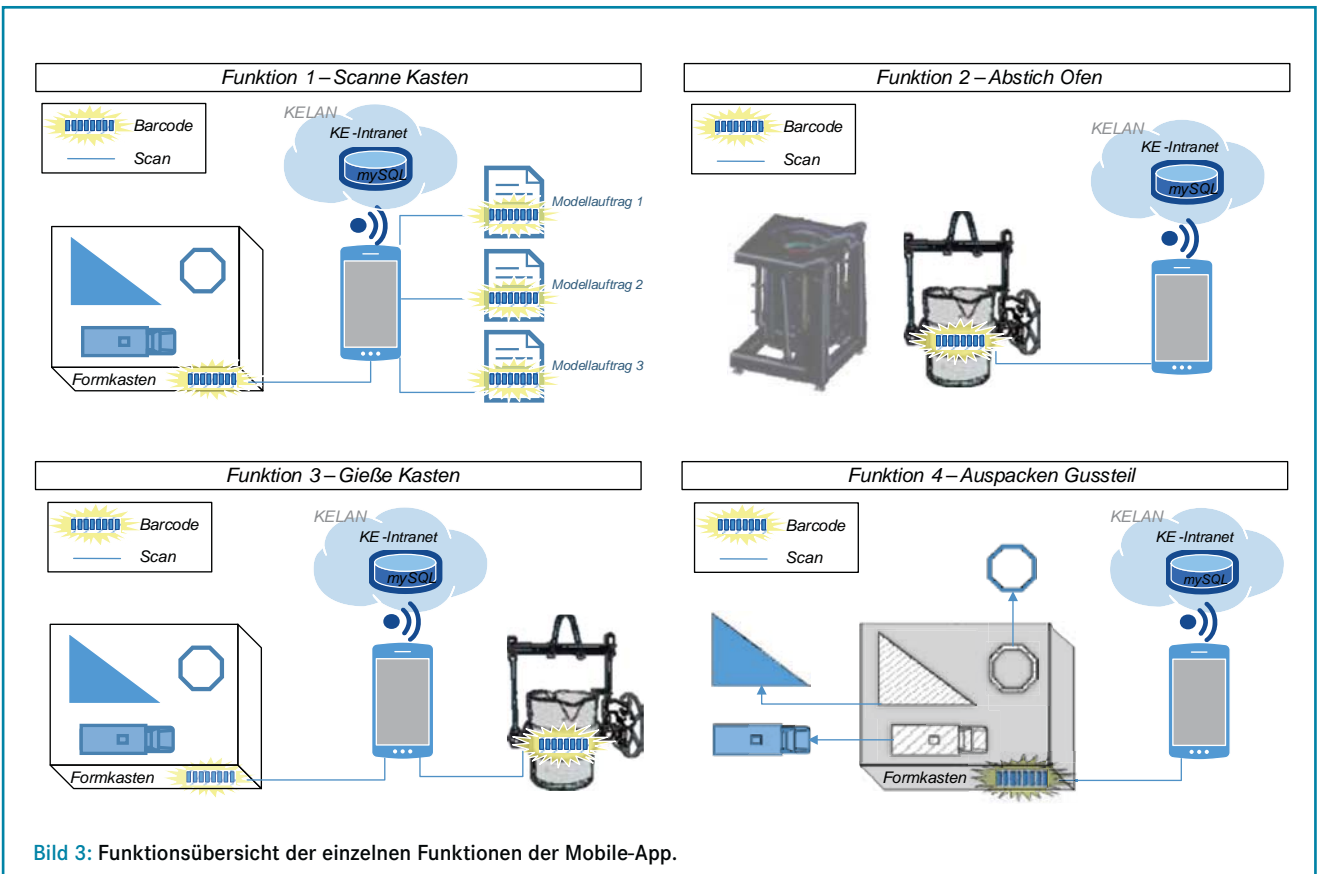 Funktion 1 – Scanne Kasten
Barcode
Scan
KELAN
KE-Intranet
mySQL
Modellauftrag 1
Modellauftrag 2
Modellauftrag 3
Formkasten
Funktion 2 – Abstich Ofen
Barcode
Scan
KELAN
KE-Intranet
mySQL
Funktion 3 – Gieße Kasten
Barcode
Scan
KELAN
KE-Intranet
mySQL
Formkasten
Funktion 4 – Auspacken Gussteil
Barcode
Scan
KELAN
KE-Intranet
mySQL
Formkasten
Bild 3: Funktionsübersicht der einzelnen Funktionen der Mobile-App.